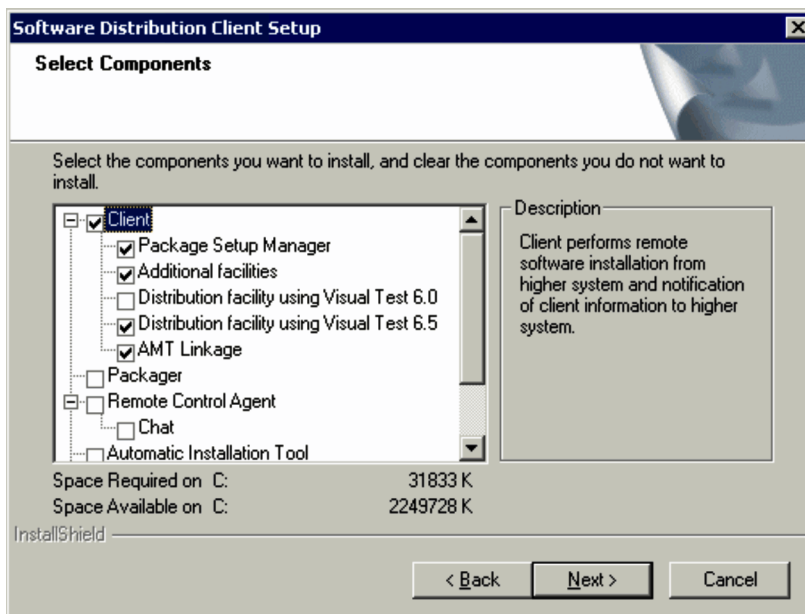 Software Distribution Client Setup
Select Components
Select the components you want to install, and clear the components you do not want to
install.
Client
Package Setup Manager
Additional facilities
Distribution facility using Visual Test 6.0
Distribution facility using Visual Test 6.5
AMT Linkage
Packager
Remote Control Agent
Chat
Automatic Installation Tool
Description
Client performs remote
software installation from
higher system and notification
of client information to higher
system.
Space Required on C: 31833 K
Space Available on C: 2249728 K
InstallShield
< Back Next > Cancel